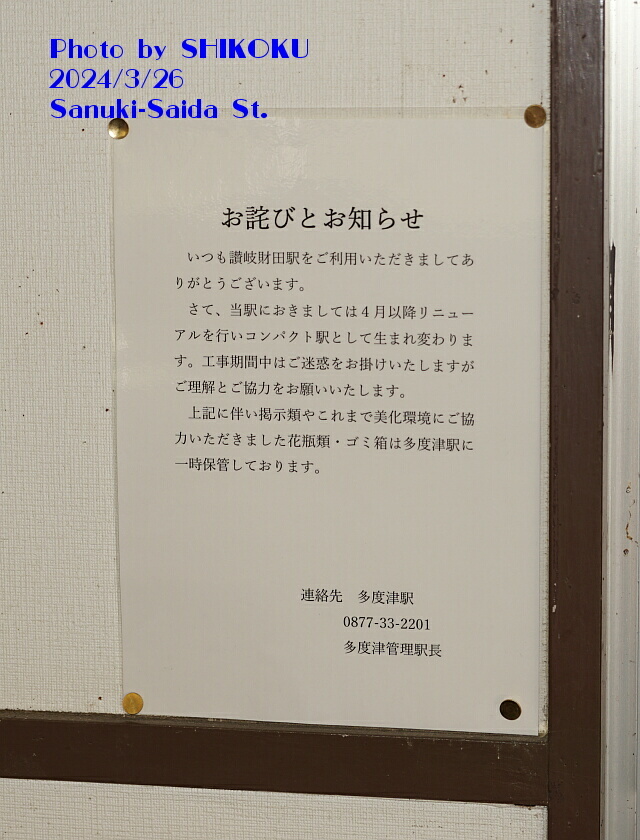 Photo by SHIKOKU
2024/3/26
Sanuki-Saida St.
お詫びとお知らせ
いつも讃岐財田駅をご利用いただきましてあ
りがとうございます。
さて、当駅におきましては４月以降リニュー
アルを行いコンパクト駅として生まれ変わりま
す。工事期間中はご迷惑をお掛けいたしますが
ご理解とご協力をお願いいたします。
上記に伴い掲示類やこれまで美化環境にご協
力いただきました花瓶類・ゴミ箱は多度津駅に
一時保管しております。
連絡先　多度津駅
0877-33-2201
多度津管理駅長